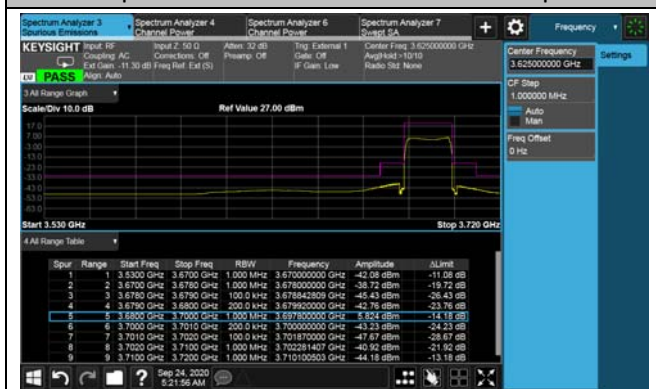 Spectrum Analyzer 3
Spurious Emissions
Spectrum Analyzer 4
Channel Power
Spectrum Analyzer 6
Channel Power
Spectrum Analyzer 7
Swept SA
Frequency
KEYSIGHT
Input: RF
Coupling: AC
Ext Gain: -11.30 dB
Align: Auto
PASS
Input Z: 50 Ω
Corrections: Off
Freq Ref: Ext (S)
Atten: 32 dB
Preamp: Off
Trig: External 1
Gate: Off
IF Gain: Low
Center Freq: 3.625000000 GHz
Avg|Hold:>10/10
Radio Std: None
Center Frequency
3.625000000 GHz
Settings
CF Step
1.000000 MHz
Auto
Man
Freq Offset
0 Hz
3 All Range Graph
Scale/Div 10.0 dB
Ref Value 27.00 dBm
17.0
7.00
-3.00
-13.0
-23.0
-33.0
-43.0
-53.0
-63.0
Start 3.530 GHz
Stop 3.720 GHz
4 All Range Table
Spur Range Start Freq Stop Freq RBW Frequency Amplitude ΔLimit
1 1 3.5300 GHz 3.6700 GHz 1.000 MHz 3.670000000 GHz -42.08 dBm -11.08 dB
2 2 3.6700 GHz 3.6780 GHz 1.000 MHz 3.678000000 GHz -38.72 dBm -19.72 dB
3 3 3.6780 GHz 3.6790 GHz 100.0 kHz 3.678842809 GHz -45.43 dBm -26.43 dB
4 4 3.6790 GHz 3.6800 GHz 200.0 kHz 3.679920000 GHz -42.76 dBm -23.76 dB
5 5 3.6800 GHz 3.7000 GHz 1.000 MHz 3.697800000 GHz 5.824 dBm -14.18 dB
6 6 3.7000 GHz 3.7010 GHz 200.0 kHz 3.700000000 GHz -43.23 dBm -24.23 dB
7 7 3.7010 GHz 3.7020 GHz 100.0 kHz 3.701870000 GHz -47.67 dBm -28.67 dB
8 8 3.7020 GHz 3.7100 GHz 1.000 MHz 3.702281407 GHz -40.92 dBm -21.92 dB
9 9 3.7100 GHz 3.7200 GHz 1.000 MHz 3.710100503 GHz -44.18 dBm -13.18 dB
Sep 24, 2020
5:21:56 AM